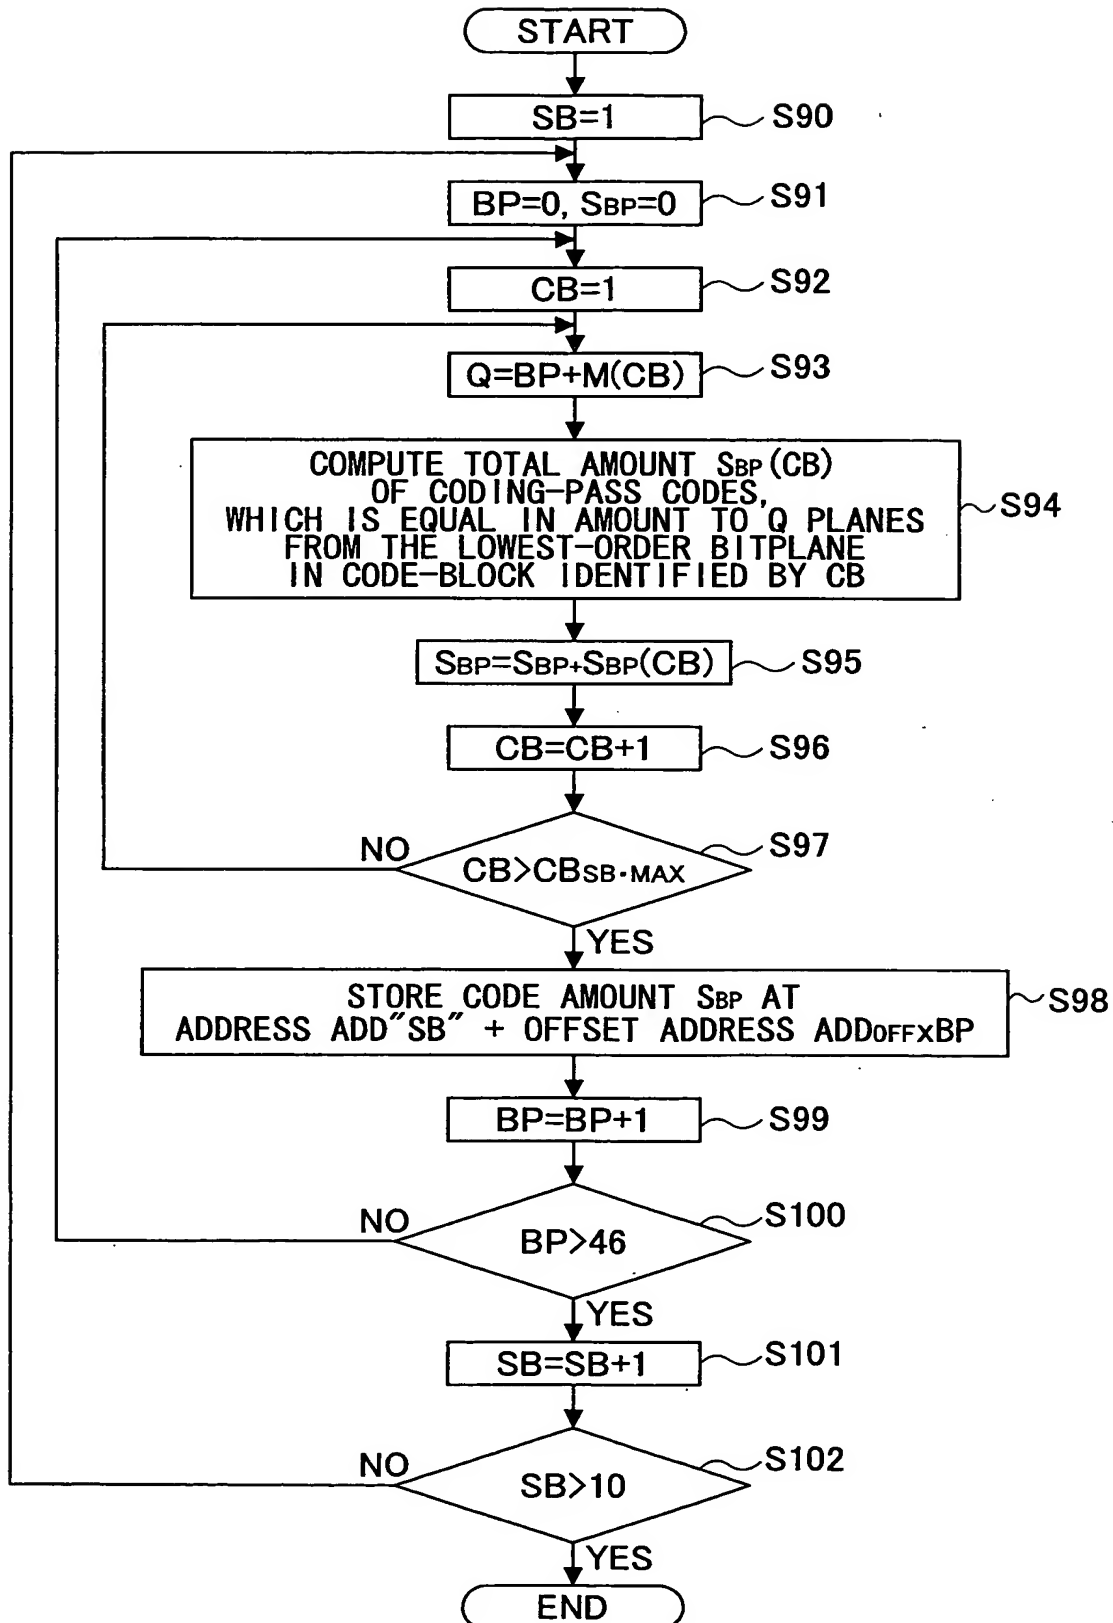 START
SB=1
S90
BP=0, SBP=0
S91
CB=1
S92
Q=BP+M(CB)
S93
COMPUTE TOTAL AMOUNT SBP(CB)
OF CODING-PASS CODES,
WHICH IS EQUAL IN AMOUNT TO Q PLANES
FROM THE LOWEST-ORDER BITPLANE
IN CODE-BLOCK IDENTIFIED BY CB
S94
SBP=SBP+SBP(CB)
S95
CB=CB+1
S96
NO
CB>CBSB·MAX
S97
YES
STORE CODE AMOUNT SBP AT
ADDRESS ADD"SB" + OFFSET ADDRESS ADDOFFxBP
S98
BP=BP+1
S99
NO
BP>46
S100
YES
SB=SB+1
S101
NO
SB>10
S102
YES
END